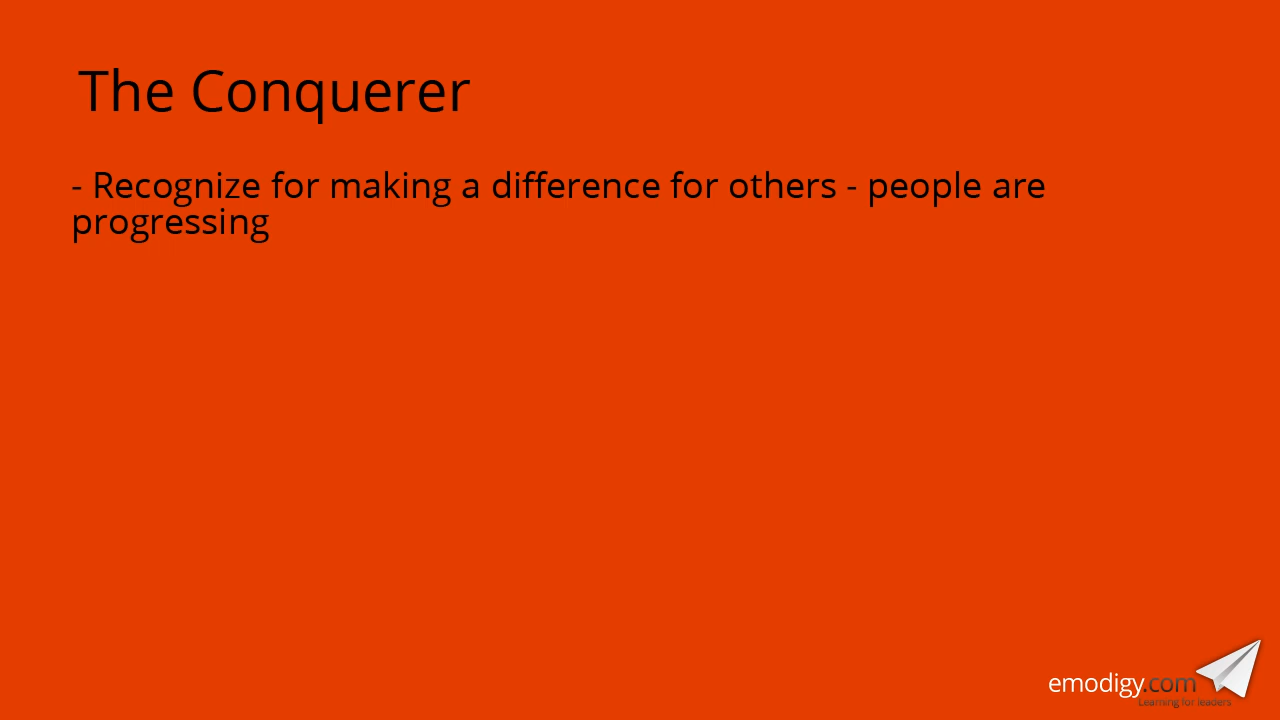 The Conquerer
- Recognize for making a difference for others - people are
progressing
emodigy.com
Learning for leaders